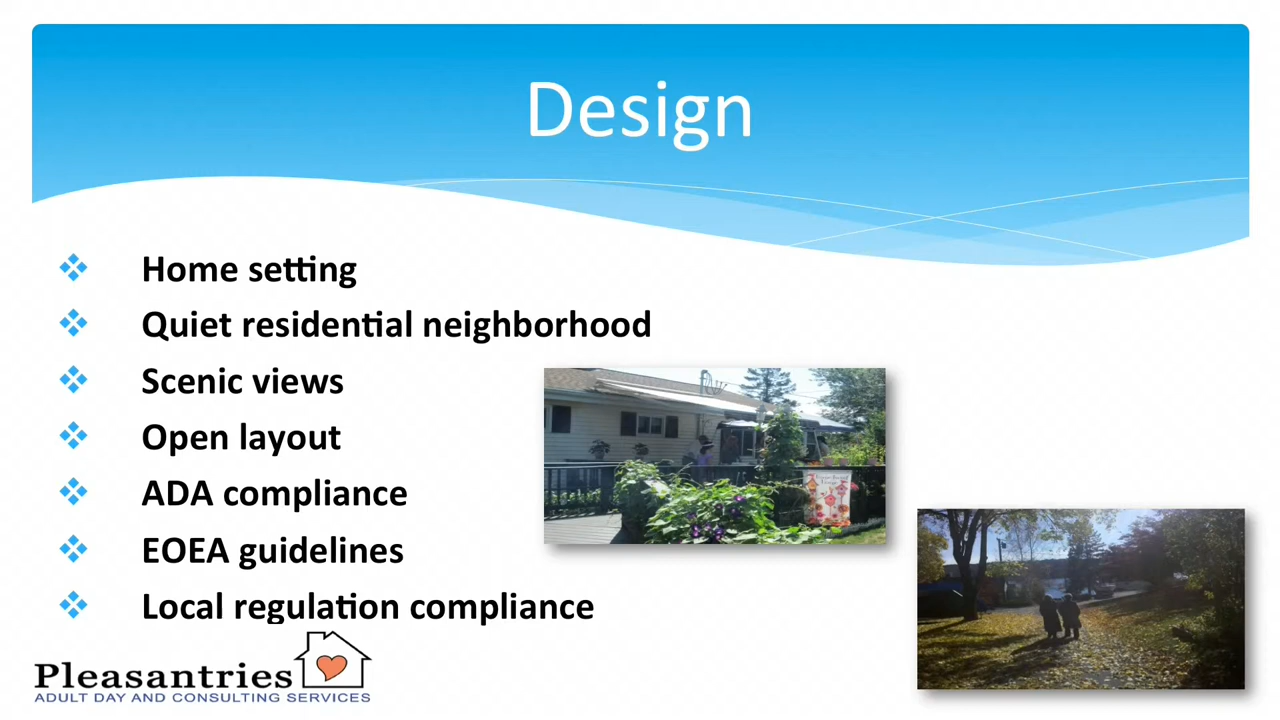 Design
Home setting
Quiet residential neighborhood
Scenic views
Open layout
ADA compliance
EOEA guidelines
Local regulation compliance
Pleasantries
ADULT DAY AND CONSULTING SERVICES